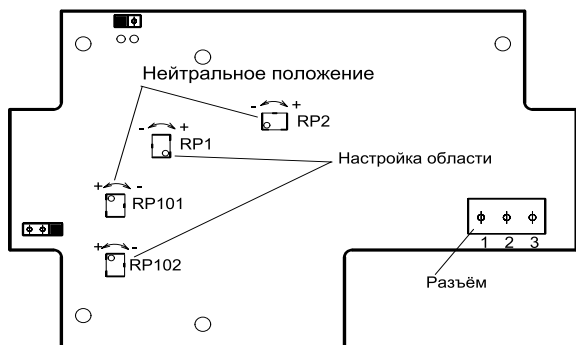 Нейтральное положение
- +
RP2
- +
RP1
Настройка области
+ -
RP101
+ -
RP102
1 2 3
Разъём